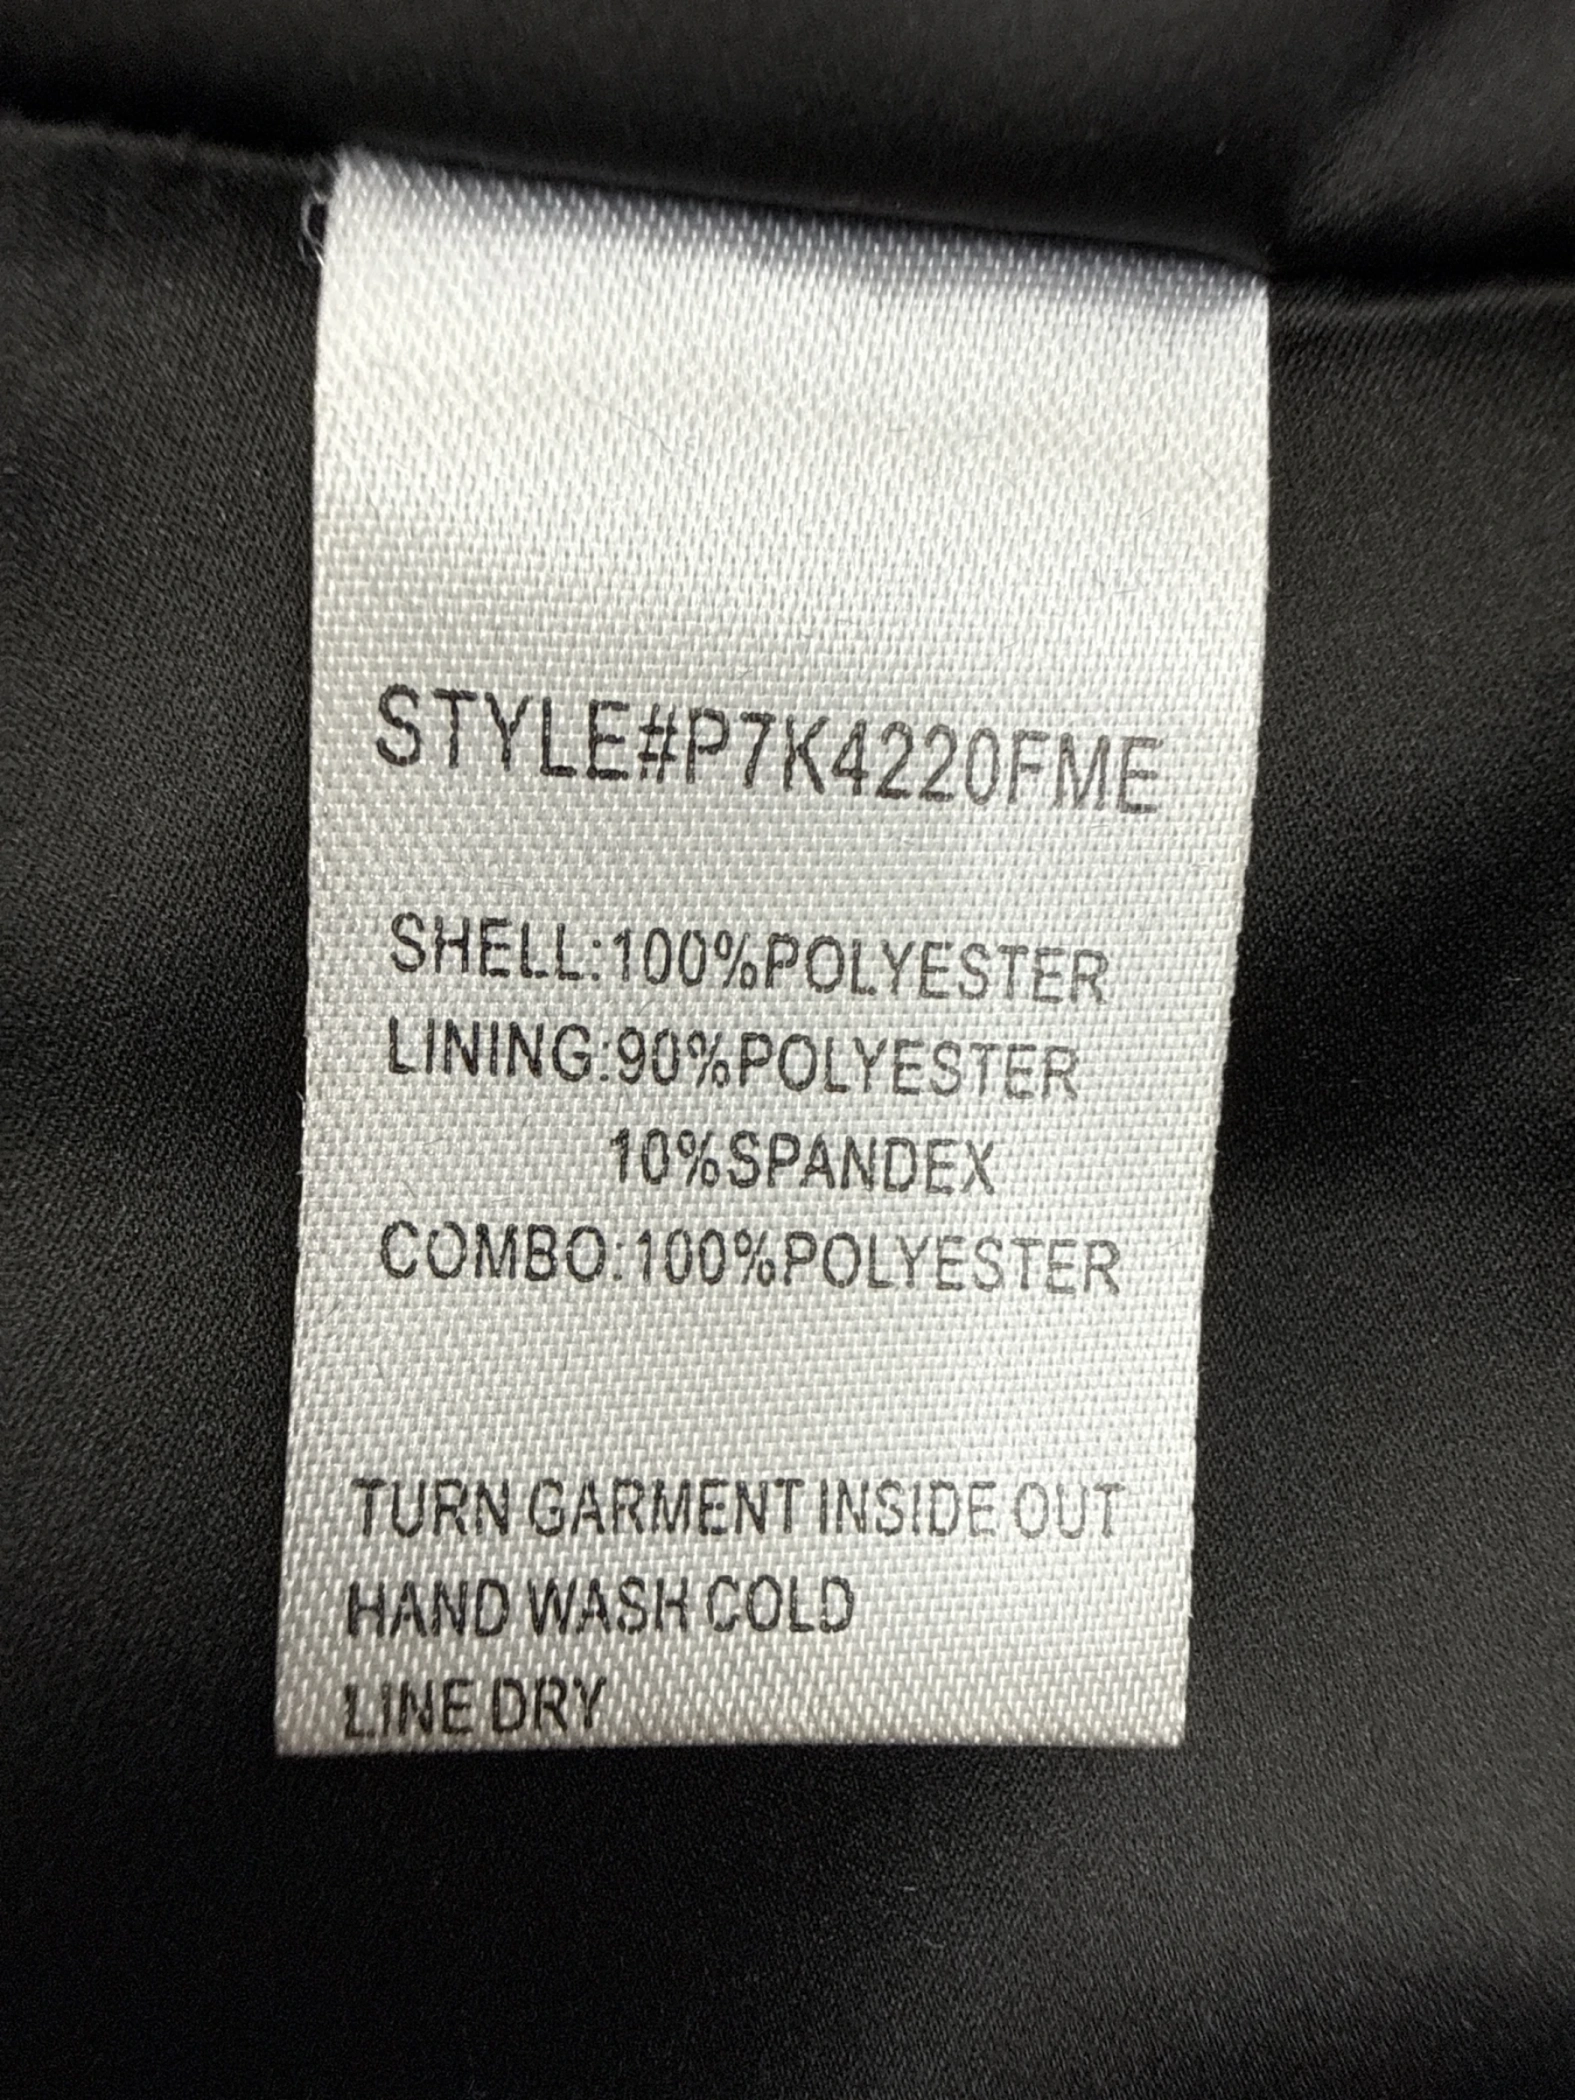 STYLE#P7K4220FME
SHELL:100%POLYESTER
LINING:90%POLYESTER
10%SPANDEX
COMBO:100%POLYESTER
TURN GARMENT INSIDE OUT
HAND WASH COLD
LINE DRY